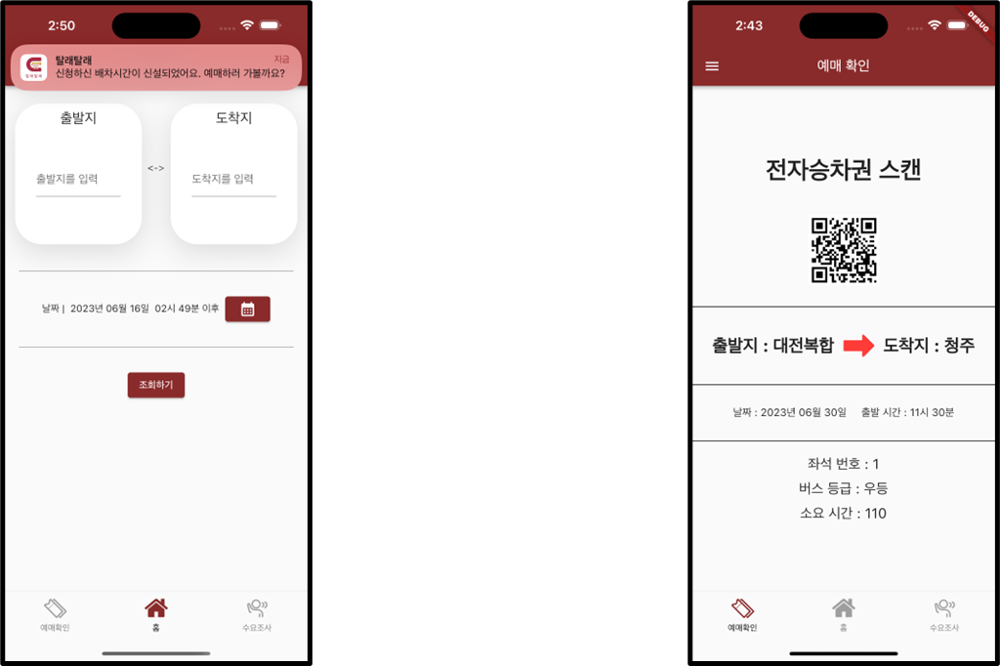 2:50
탈래탈래
지금
신청하신 배차시간이 신설되었어요. 예매하러 가볼까요?
출발지
도착지
출발지를 입력
<->
도착지를 입력
날짜 | 2023년 06월 16일 02시 49분 이후
조회하기
예매확인
홈
수요조사
2:43
DEBUG
예매 확인
전자승차권 스캔
출발지 : 대전복합
도착지 : 청주
날짜 : 2023년 06월 30일 출발 시간 : 11시 30분
좌석 번호 : 1
버스 등급 : 우등
소요 시간 : 110
예매확인
홈
수요조사